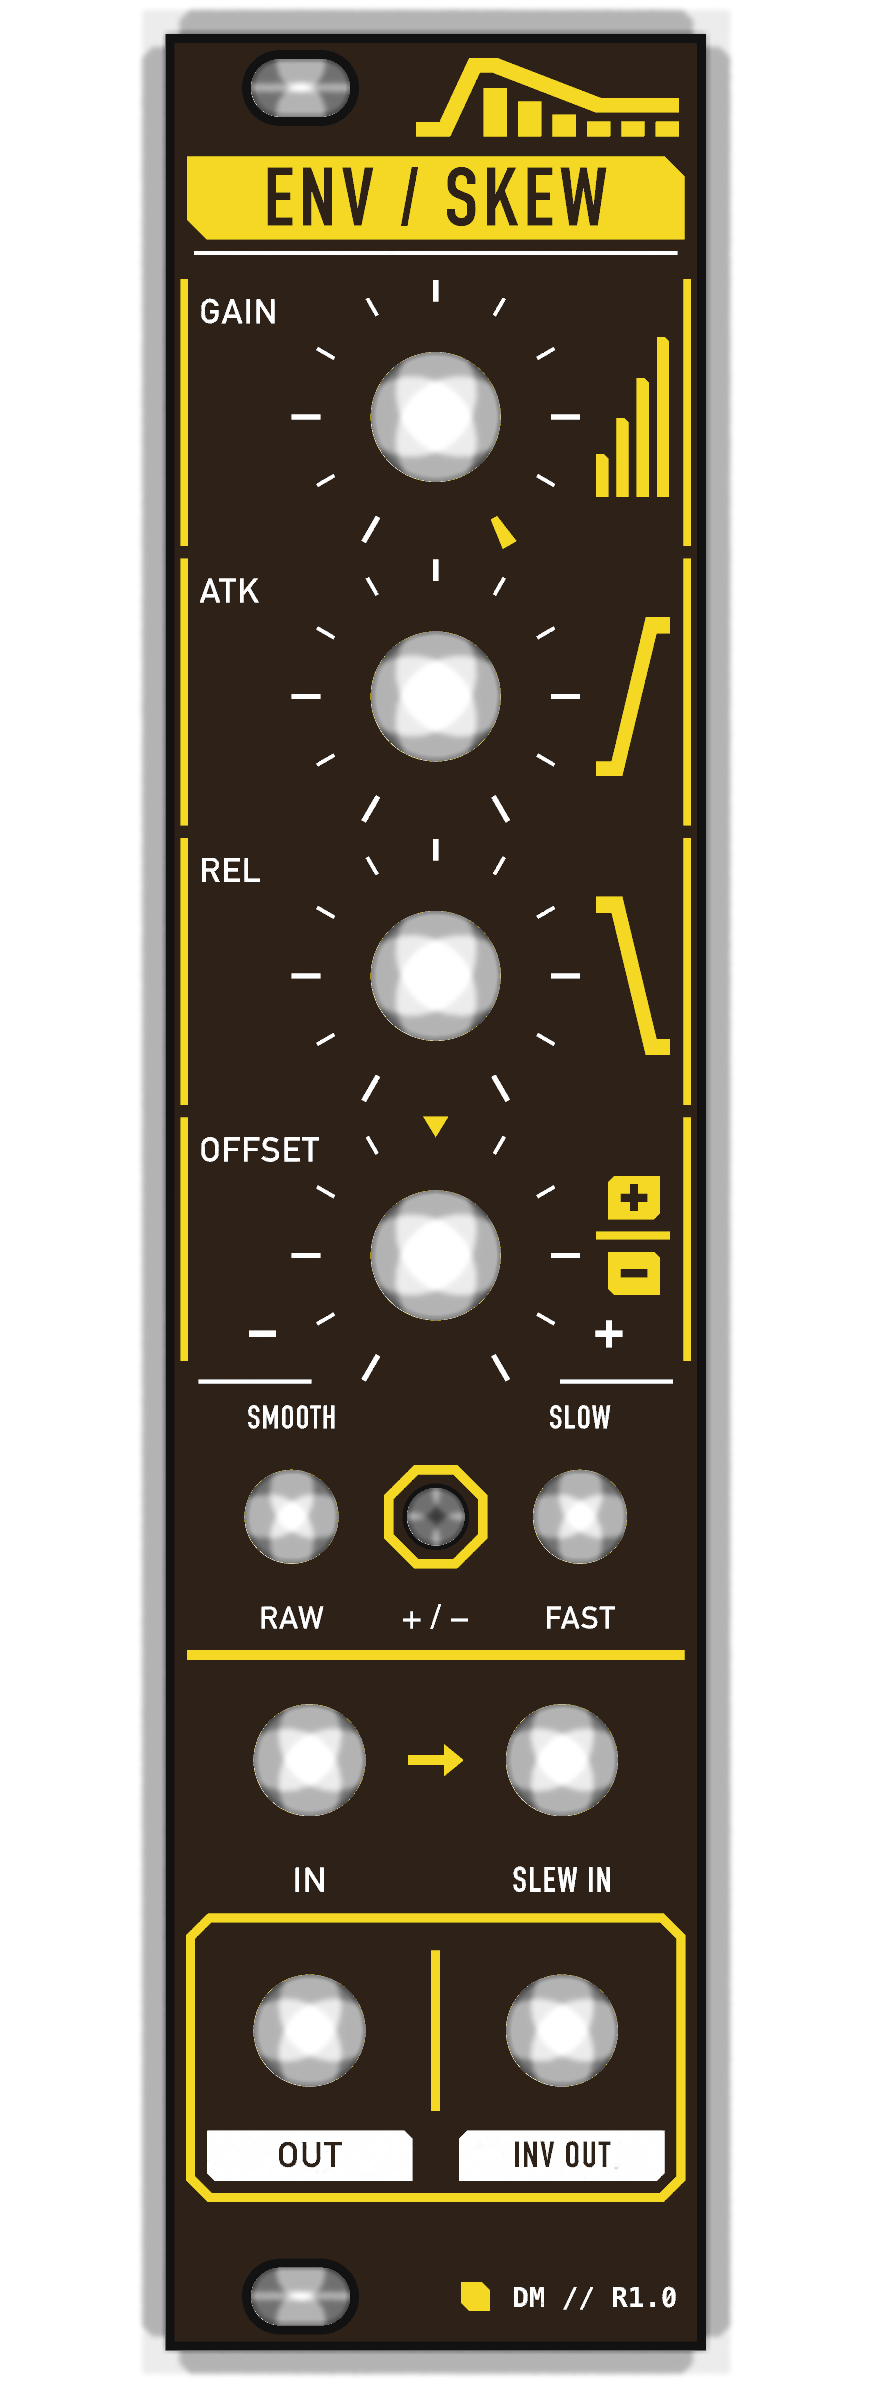 ENV / SKEW
GAIN
ATK
REL
OFFSET
- +
SMOOTH SLOW
RAW + / - FAST
IN SLEW IN
OUT INV OUT
DM // R1.0